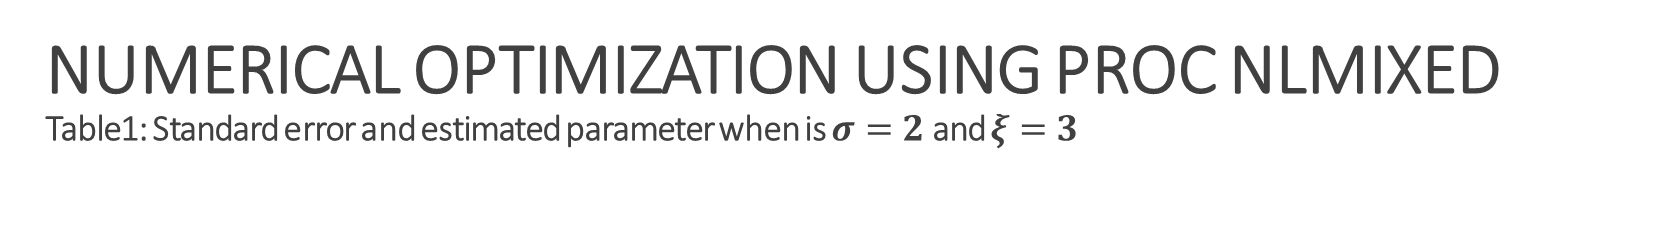 NUMERICAL OPTIMIZATION USING PROC NLMIXED
Table1: Standard error and estimated parameter when is σ = 2 and ξ = 3